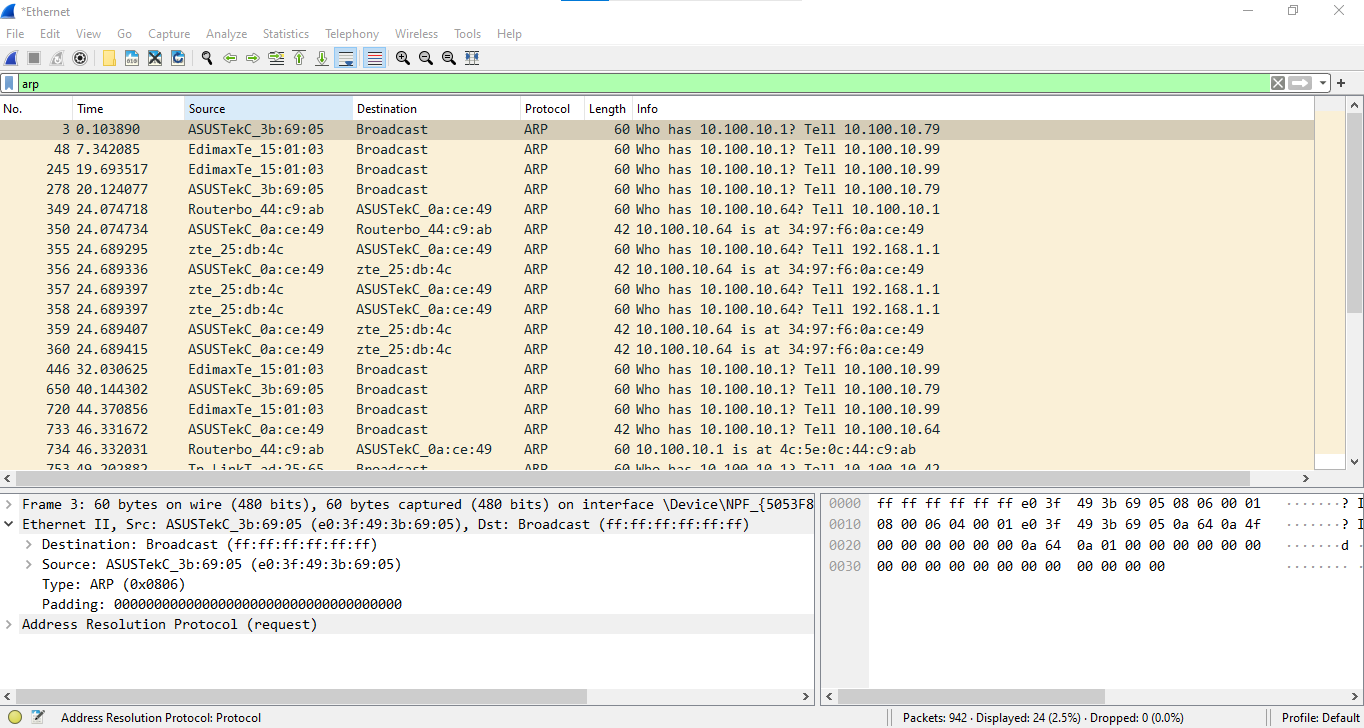 *Ethernet
File Edit View Go Capture Analyze Statistics Telephony Wireless Tools Help
arp
No. Time Source Destination Protocol Length Info
3 0.103890 ASUSTekC_3b:69:05 Broadcast ARP 60 Who has 10.100.10.1? Tell 10.100.10.79
48 7.342085 EdimaxTe_15:01:03 Broadcast ARP 60 Who has 10.100.10.1? Tell 10.100.10.99
245 19.693517 EdimaxTe_15:01:03 Broadcast ARP 60 Who has 10.100.10.1? Tell 10.100.10.99
278 20.124077 ASUSTekC_3b:69:05 Broadcast ARP 60 Who has 10.100.10.1? Tell 10.100.10.79
349 24.074718 Routerbo_44:c9:ab ASUSTekC_0a:ce:49 ARP 60 Who has 10.100.10.64? Tell 10.100.10.1
350 24.074734 ASUSTekC_0a:ce:49 Routerbo_44:c9:ab ARP 42 10.100.10.64 is at 34:97:f6:0a:ce:49
355 24.689295 zte_25:db:4c ASUSTekC_0a:ce:49 ARP 60 Who has 10.100.10.64? Tell 192.168.1.1
356 24.689336 ASUSTekC_0a:ce:49 zte_25:db:4c ARP 42 10.100.10.64 is at 34:97:f6:0a:ce:49
357 24.689397 zte_25:db:4c ASUSTekC_0a:ce:49 ARP 60 Who has 10.100.10.64? Tell 192.168.1.1
358 24.689397 zte_25:db:4c ASUSTekC_0a:ce:49 ARP 60 Who has 10.100.10.64? Tell 192.168.1.1
359 24.689407 ASUSTekC_0a:ce:49 zte_25:db:4c ARP 42 10.100.10.64 is at 34:97:f6:0a:ce:49
360 24.689415 ASUSTekC_0a:ce:49 zte_25:db:4c ARP 42 10.100.10.64 is at 34:97:f6:0a:ce:49
446 32.030625 EdimaxTe_15:01:03 Broadcast ARP 60 Who has 10.100.10.1? Tell 10.100.10.99
650 40.144302 ASUSTekC_3b:69:05 Broadcast ARP 60 Who has 10.100.10.1? Tell 10.100.10.79
720 44.370856 EdimaxTe_15:01:03 Broadcast ARP 60 Who has 10.100.10.1? Tell 10.100.10.99
733 46.331672 ASUSTekC_0a:ce:49 Broadcast ARP 42 Who has 10.100.10.1? Tell 10.100.10.64
734 46.332031 Routerbo_44:c9:ab ASUSTekC_0a:ce:49 ARP 60 10.100.10.1 is at 4c:5e:0c:44:c9:ab
753 49.202882 Tp-LinkT_ad:25:65 Broadcast ARP 60 Who has 10.100.10.1? Tell 10.100.10.42
Frame 3: 60 bytes on wire (480 bits), 60 bytes captured (480 bits) on interface \Device\NPF_{5053F8
Ethernet II, Src: ASUSTekC_3b:69:05 (e0:3f:49:3b:69:05), Dst: Broadcast (ff:ff:ff:ff:ff:ff)
Destination: Broadcast (ff:ff:ff:ff:ff:ff)
Source: ASUSTekC_3b:69:05 (e0:3f:49:3b:69:05)
Type: ARP (0x0806)
Padding: 000000000000000000000000000000000000
Address Resolution Protocol (request)
0000 ff ff ff ff ff ff e0 3f 49 3b 69 05 08 06 00 01 ·······? I
0010 08 00 06 04 00 01 e0 3f 49 3b 69 05 0a 64 0a 4f ·······? I
0020 00 00 00 00 00 00 0a 64 0a 01 00 00 00 00 00 00 ·······d ·
0030 00 00 00 00 00 00 00 00 00 00 00 00 ········ ·
Address Resolution Protocol: Protocol
Packets: 942 · Displayed: 24 (2.5%) · Dropped: 0 (0.0%)
Profile: Default